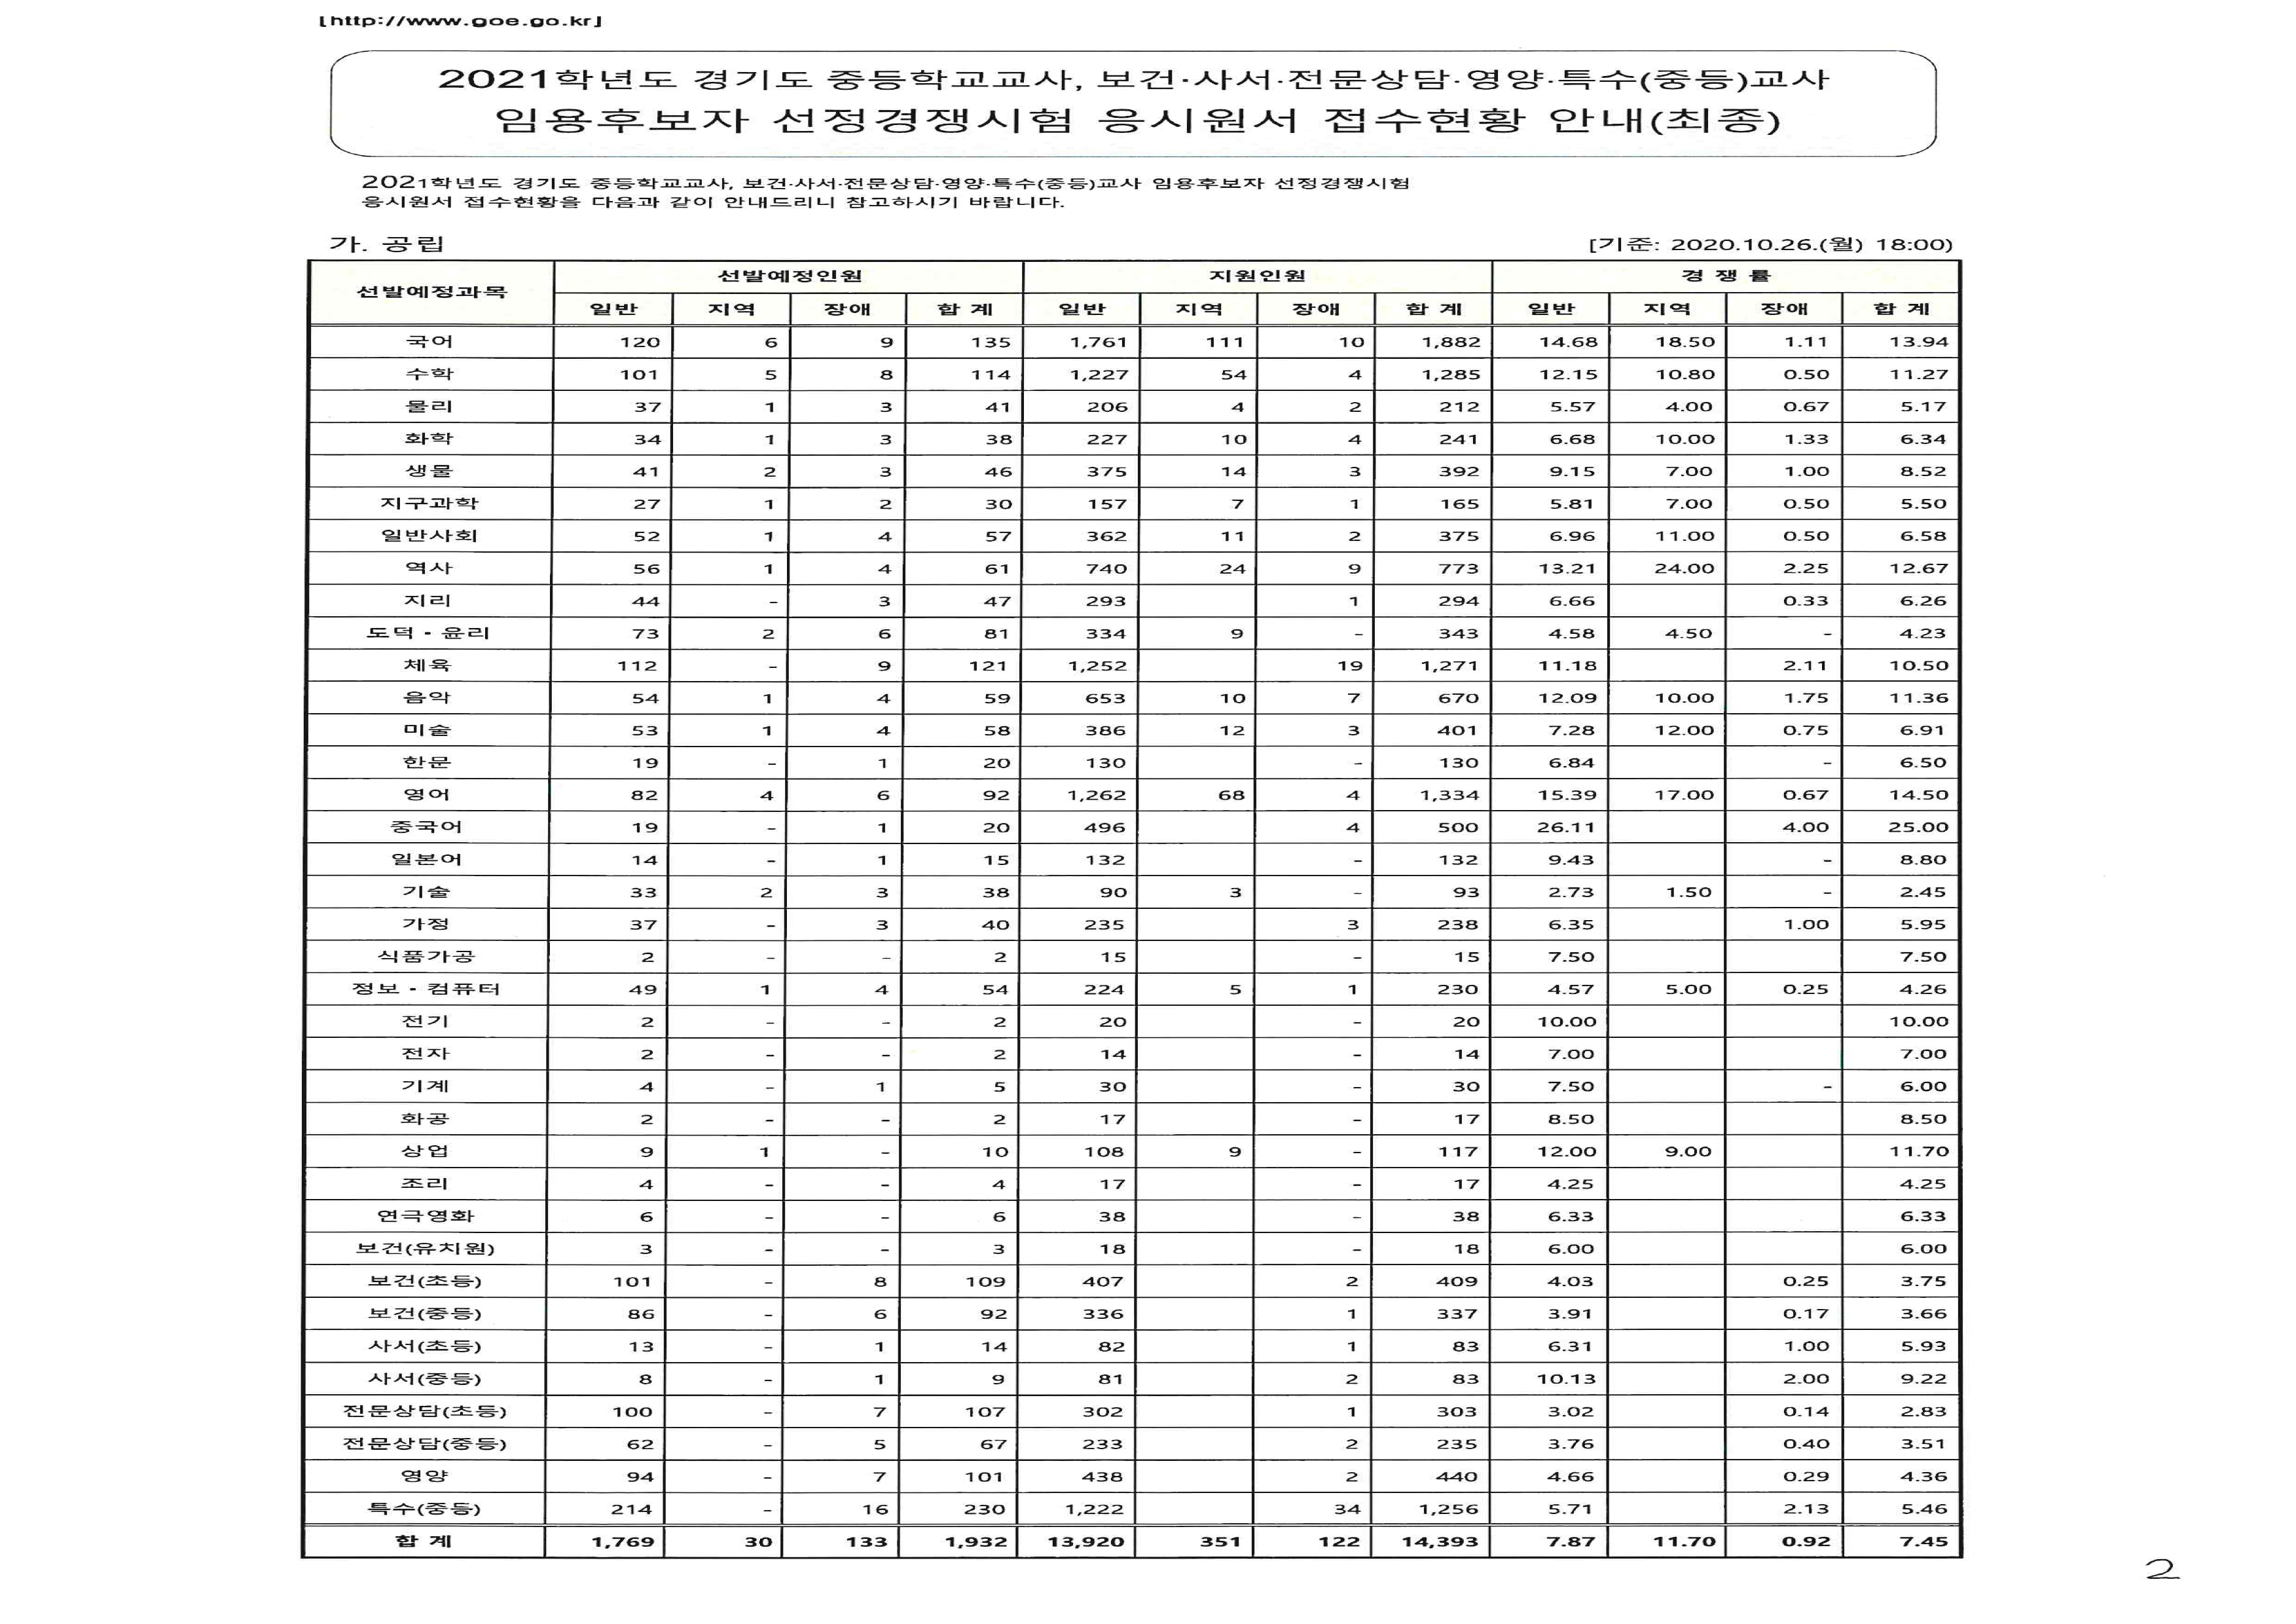 [http://www.goe.go.kr]
2021학년도 경기도 중등학교교사, 보건·사서·전문상담·영양·특수(중등)교사
임용후보자 선정경쟁시험 응시원서 접수현황 안내(최종)
2021학년도 경기도 중등학교교사, 보건·사서·전문상담·영양·특수(중등)교사 임용후보자 선정경쟁시험
응시원서 접수현황을 다음과 같이 안내드리니 참고하시기 바랍니다.
가. 공립 [기준: 2020.10.26.(월) 18:00)
선발예정과목 선발예정인원 지원인원 경 쟁 률
일반 지역 장애 합 계 일반 지역 장애 합 계 일반 지역 장애 합 계
국어 120 6 9 135 1,761 111 10 1,882 14.68 18.50 1.11 13.94
수학 101 5 8 114 1,227 54 4 1,285 12.15 10.80 0.50 11.27
물리 37 1 3 41 206 4 2 212 5.57 4.00 0.67 5.17
화학 34 1 3 38 227 10 4 241 6.68 10.00 1.33 6.34
생물 41 2 3 46 375 14 3 392 9.15 7.00 1.00 8.52
지구과학 27 1 2 30 157 7 1 165 5.81 7.00 0.50 5.50
일반사회 52 1 4 57 362 11 2 375 6.96 11.00 0.50 6.58
역사 56 1 4 61 740 24 9 773 13.21 24.00 2.25 12.67
지리 44 - 3 47 293 1 294 6.66 0.33 6.26
도덕·윤리 73 2 6 81 334 9 - 343 4.58 4.50 - 4.23
체육 112 - 9 121 1,252 19 1,271 11.18 2.11 10.50
음악 54 1 4 59 653 10 7 670 12.09 10.00 1.75 11.36
미술 53 1 4 58 386 12 3 401 7.28 12.00 0.75 6.91
한문 19 - 1 20 130 - 130 6.84 - 6.50
영어 82 4 6 92 1,262 68 4 1,334 15.39 17.00 0.67 14.50
중국어 19 - 1 20 496 4 500 26.11 4.00 25.00
일본어 14 - 1 15 132 - 132 9.43 - 8.80
기술 33 2 3 38 90 3 - 93 2.73 1.50 - 2.45
가정 37 - 3 40 235 3 238 6.35 1.00 5.95
식품가공 2 - - 2 15 - 15 7.50 7.50
정보·컴퓨터 49 1 4 54 224 5 1 230 4.57 5.00 0.25 4.26
전기 2 - - 2 20 - 20 10.00 10.00
전자 2 - - 2 14 - 14 7.00 7.00
기계 4 - 1 5 30 - 30 7.50 - 6.00
화공 2 - - 2 17 - 17 8.50 8.50
상업 9 1 - 10 108 9 - 117 12.00 9.00 11.70
조리 4 - - 4 17 - 17 4.25 4.25
연극영화 6 - - 6 38 - 38 6.33 6.33
보건(유치원) 3 - - 3 18 - 18 6.00 6.00
보건(초등) 101 - 8 109 407 2 409 4.03 0.25 3.75
보건(중등) 86 - 6 92 336 1 337 3.91 0.17 3.66
사서(초등) 13 - 1 14 82 1 83 6.31 1.00 5.93
사서(중등) 8 - 1 9 81 2 83 10.13 2.00 9.22
전문상담(초등) 100 - 7 107 302 1 303 3.02 0.14 2.83
전문상담(중등) 62 - 5 67 233 2 235 3.76 0.40 3.51
영양 94 - 7 101 438 2 440 4.66 0.29 4.36
특수(중등) 214 - 16 230 1,222 34 1,256 5.71 2.13 5.46
합 계 1,769 30 133 1,932 13,920 351 122 14,393 7.87 11.70 0.92 7.45
2